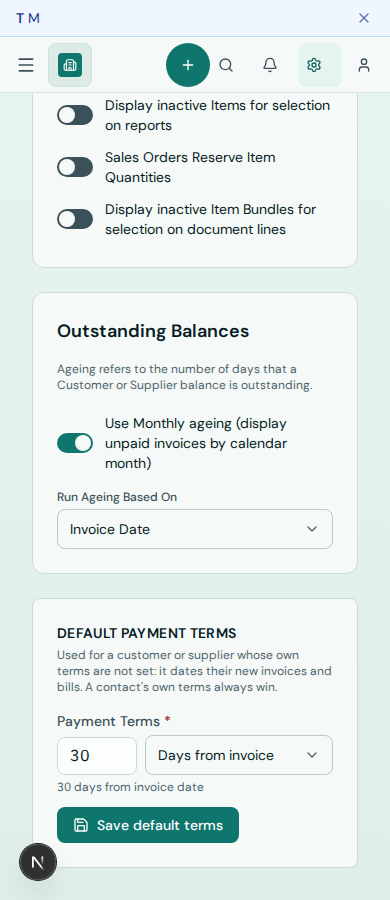 T M
Display inactive Items for selection
on reports
Sales Orders Reserve Item
Quantities
Display inactive Item Bundles for
selection on document lines
Outstanding Balances
Ageing refers to the number of days that a
Customer or Supplier balance is outstanding.
Use Monthly ageing (display
unpaid invoices by calendar
month)
Run Ageing Based On
Invoice Date
DEFAULT PAYMENT TERMS
Used for a customer or supplier whose own
terms are not set: it dates their new invoices and
bills. A contact's own terms always win.
Payment Terms *
30
Days from invoice
30 days from invoice date
Save default terms
N